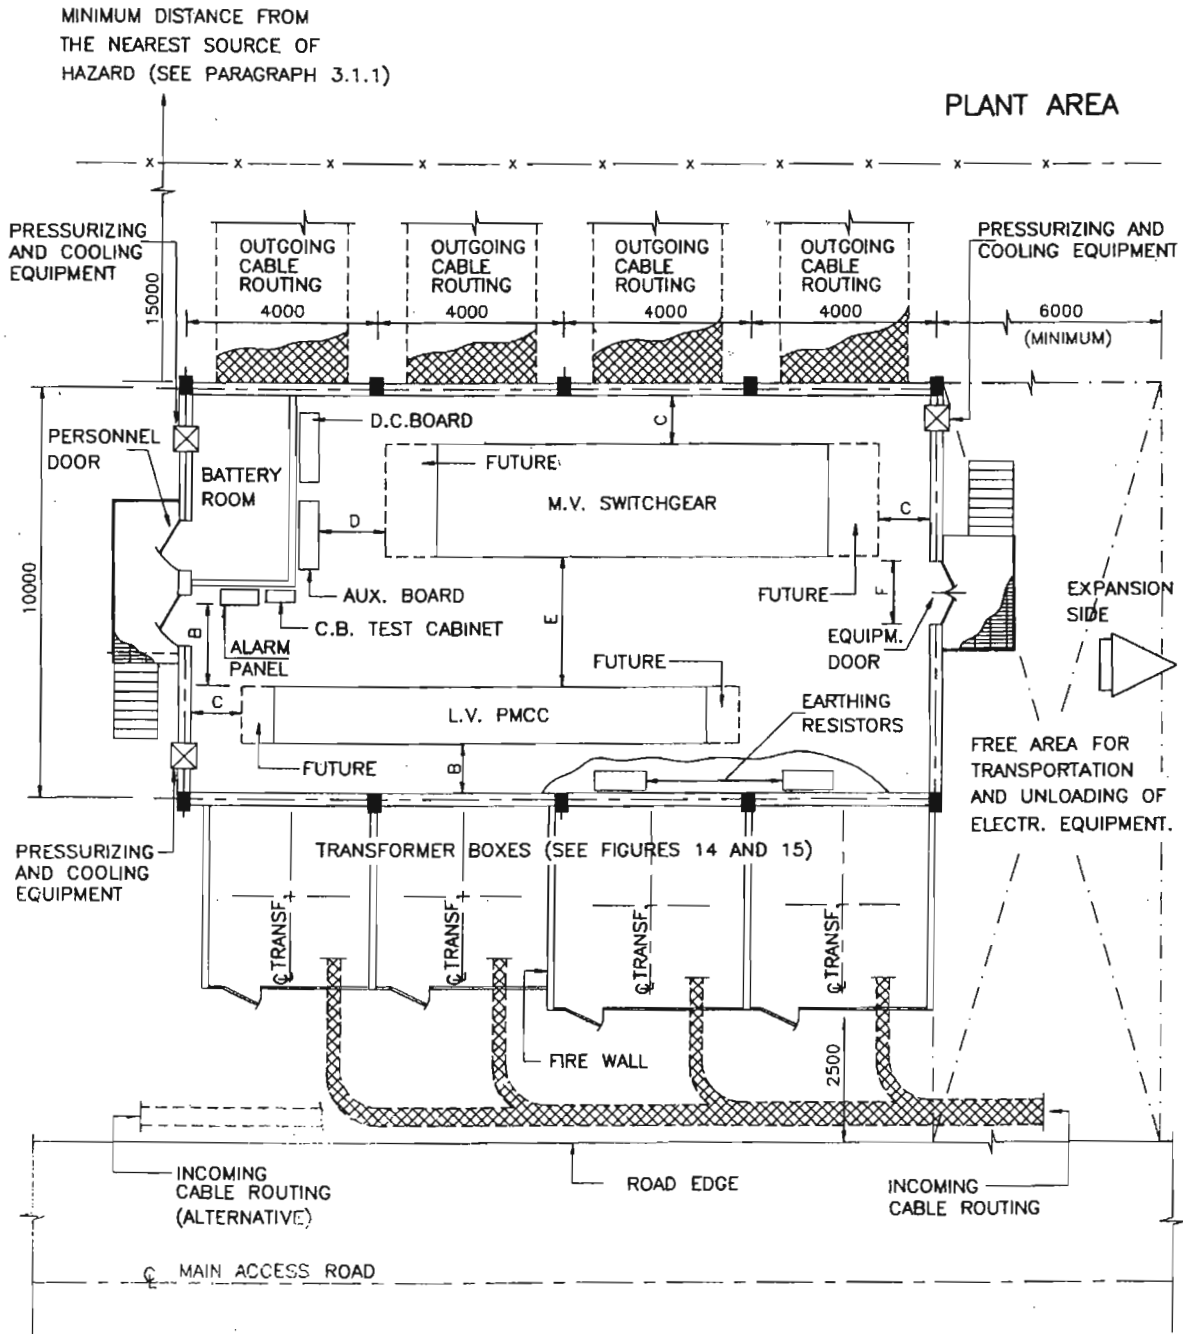 MINIMUM DISTANCE FROM
THE NEAREST SOURCE OF
HAZARD (SEE PARAGRAPH 3.1.1)
PLANT AREA
PRESSURIZING
AND COOLING
EQUIPMENT
15000
OUTGOING
CABLE
ROUTING
OUTGOING
CABLE
ROUTING
OUTGOING
CABLE
ROUTING
OUTGOING
CABLE
ROUTING
PRESSURIZING AND
COOLING EQUIPMENT
4000
4000
4000
4000
6000
(MINIMUM)
PERSONNEL
DOOR
BATTERY
ROOM
D.C.BOARD
C
FUTURE
M.V. SWITCHGEAR
D
C
10000
AUX. BOARD
C.B. TEST CABINET
ALARM
PANEL
B
E
FUTURE
F
EQUIPM.
DOOR
EXPANSION
SIDE
FUTURE
C
L.V. PMCC
EARTHING
RESISTORS
FUTURE
B
FREE AREA FOR
TRANSPORTATION
AND UNLOADING OF
ELECTR. EQUIPMENT.
PRESSURIZING
AND COOLING
EQUIPMENT
TRANSFORMER BOXES (SEE FIGURES 14 AND 15)
℄ TRANSF.
℄ TRANSF.
℄ TRANSF.
℄ TRANSF.
FIRE WALL
2500
INCOMING
CABLE ROUTING
(ALTERNATIVE)
ROAD EDGE
INCOMING
CABLE ROUTING
℄ MAIN ACCESS ROAD